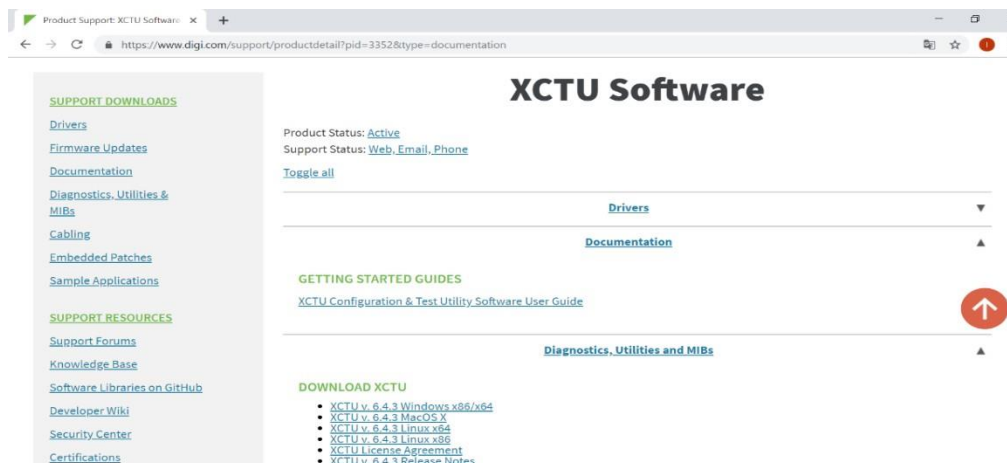 Product Support: XCTU Software
https://www.digi.com/support/productdetail?pid=3352&type=documentation
SUPPORT DOWNLOADS
Drivers
Firmware Updates
Documentation
Diagnostics, Utilities &
MIBs
Cabling
Embedded Patches
Sample Applications
SUPPORT RESOURCES
Support Forums
Knowledge Base
Software Libraries on GitHub
Developer Wiki
Security Center
Certifications
XCTU Software
Product Status: Active
Support Status: Web, Email, Phone
Toggle all
Drivers
Documentation
GETTING STARTED GUIDES
XCTU Configuration & Test Utility Software User Guide
Diagnostics, Utilities and MIBs
DOWNLOAD XCTU
XCTU v. 6.4.3 Windows x86/x64
XCTU v. 6.4.3 MacOS X
XCTU v. 6.4.3 Linux x64
XCTU v. 6.4.3 Linux x86
XCTU License Agreement
XCTU v. 6.4.3 Release Notes